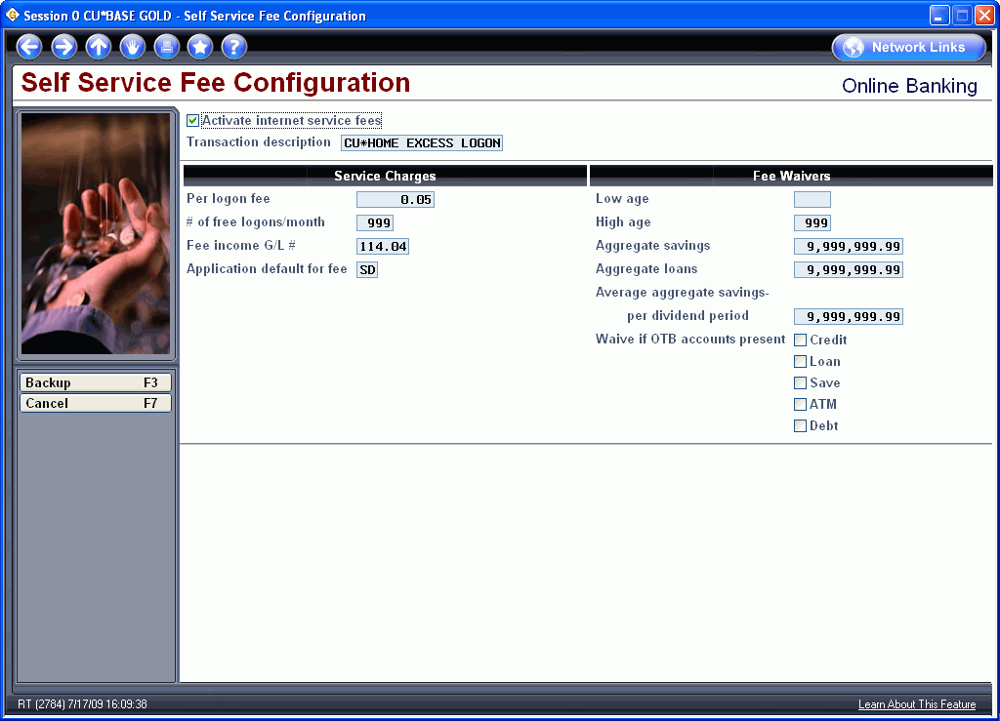 Session 0 CU*BASE GOLD - Self Service Fee Configuration
?
Network Links
Self Service Fee Configuration
Online Banking
Activate internet service fees
Transaction description CU*HOME EXCESS LOGON
Service Charges
Per logon fee 0.05
# of free logons/month 999
Fee income G/L # 114.04
Application default for fee SD
Fee Waivers
Low age
High age 999
Aggregate savings 9,999,999.99
Aggregate loans 9,999,999.99
Average aggregate savings-
per dividend period 9,999,999.99
Waive if OTB accounts present Credit
Loan
Save
ATM
Debt
Backup F3
Cancel F7
RT (2784) 7/17/09 16:09:38
Learn About This Feature